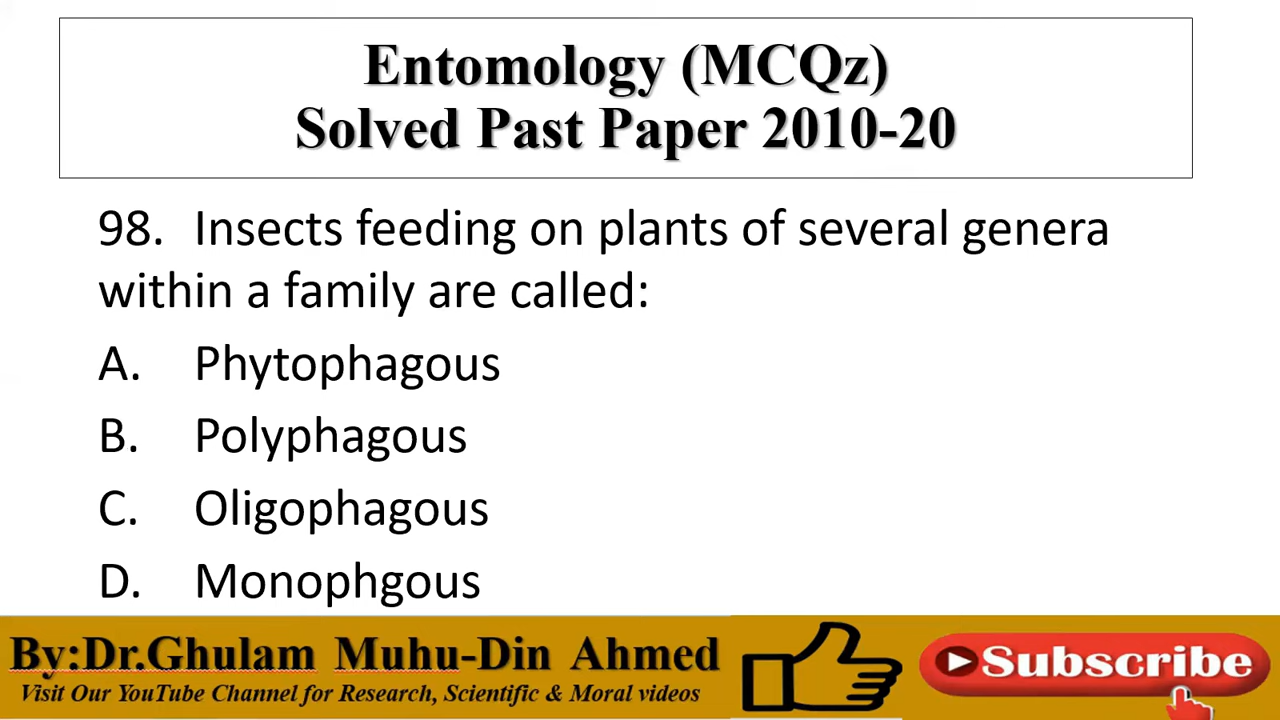 Entomology (MCQz)
Solved Past Paper 2010-20
98. Insects feeding on plants of several genera
within a family are called:
A. Phytophagous
B. Polyphagous
C. Oligophagous
D. Monophgous
By:Dr.Ghulam Muhu-Din Ahmed
Visit Our YouTube Channel for Research, Scientific & Moral videos
Subscribe